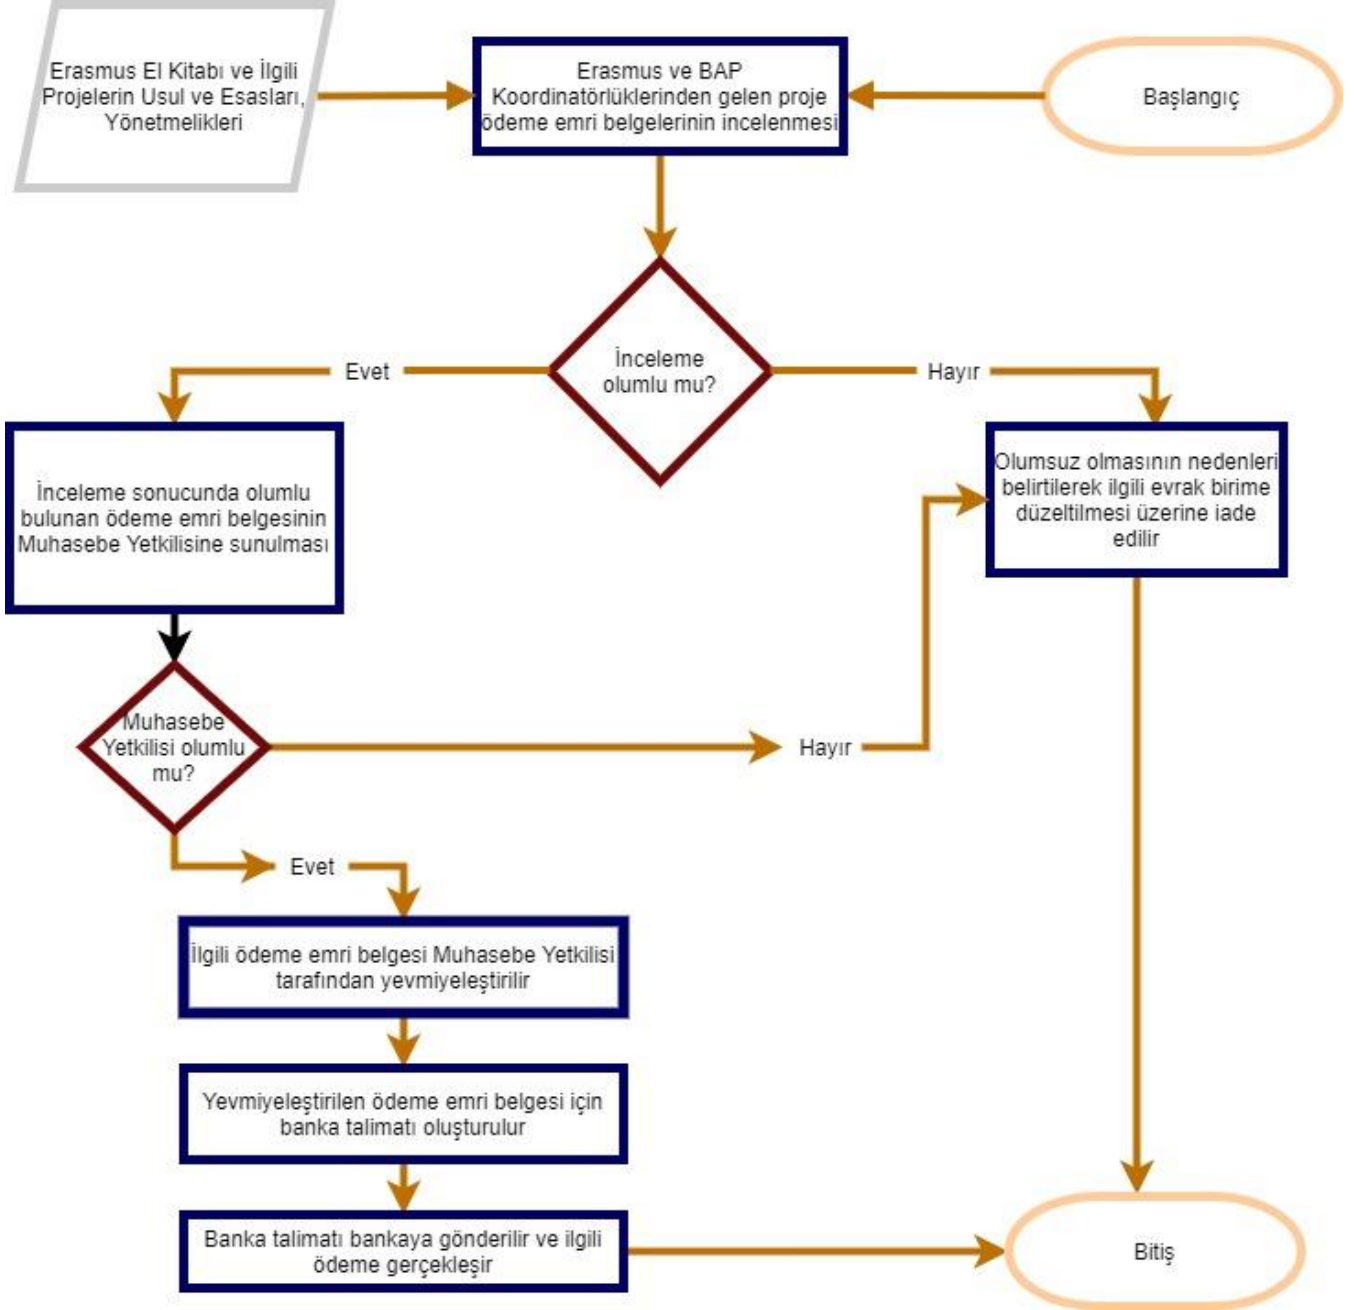 Erasmus El Kitabı ve İlgili
Projelerin Usul ve Esasları,
Yönetmelikleri
Erasmus ve BAP
Koordinatörlüklerinden gelen proje
ödeme emri belgelerinin incelenmesi
Başlangıç
İnceleme
olumlu mu?
Evet
Hayır
İnceleme sonucunda olumlu
bulunan ödeme emri belgesinin
Muhasebe Yetkilisine sunulması
Olumsuz olmasının nedenleri
belirtilerek ilgili evrak birime
düzeltilmesi üzerine iade
edilir
Muhasebe
Yetkilisi olumlu
mu?
Hayır
Evet
İlgili ödeme emri belgesi Muhasebe Yetkilisi
tarafından yevmiyeleştirilir
Yevmiyeleştirilen ödeme emri belgesi için
banka talimatı oluşturulur
Banka talimatı bankaya gönderilir ve ilgili
ödeme gerçekleşir
Bitiş